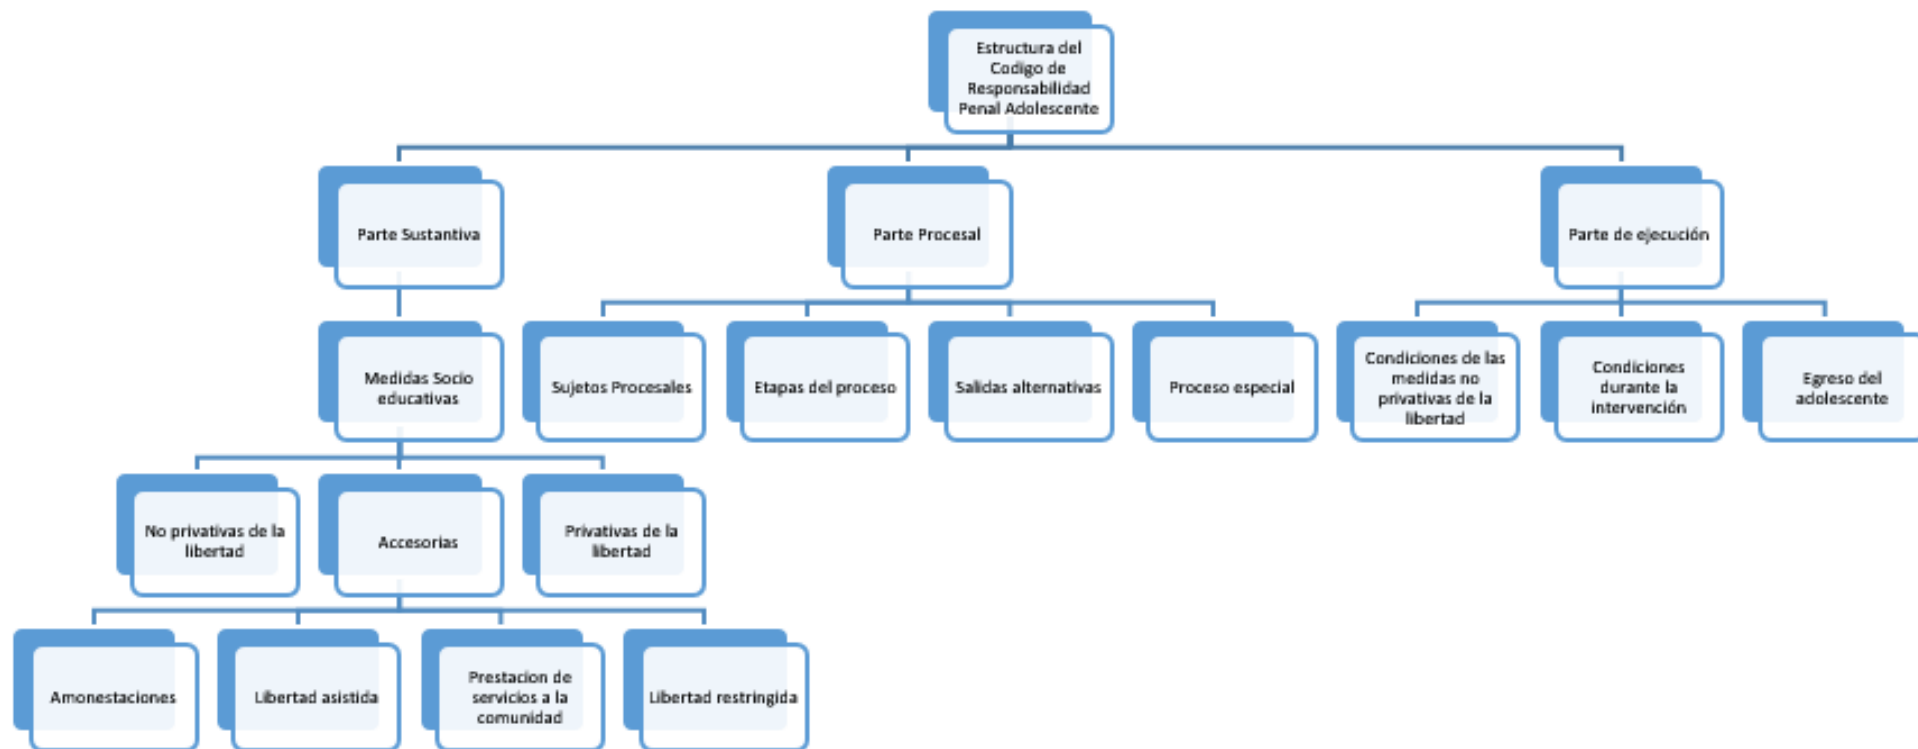 Estructura del
Codigo de
Responsabilidad
Penal Adolescente
Parte Sustantiva
Parte Procesal
Parte de ejecución
Medidas Socio
educativas
Sujetos Procesales
Etapas del proceso
Salidas alternativas
Proceso especial
Condiciones de las
medidas no
privativas de la
libertad
Condiciones
durante la
intervención
Egreso del
adolescente
No privativas de la
libertad
Accesorias
Privativas de la
libertad
Amonestaciones
Libertad asistida
Prestacion de
servicios a la
comunidad
Libertad restringida